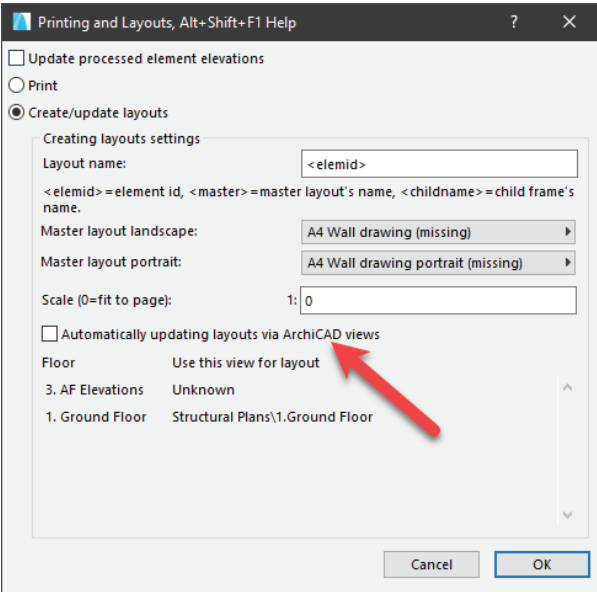 Printing and Layouts, Alt+Shift+F1 Help
Update processed element elevations
Print
Create/update layouts
Creating layouts settings
Layout name: <elemid>
<elemid>=element id, <master>=master layout's name, <childname>=child frame's
name.
Master layout landscape: A4 Wall drawing (missing)
Master layout portrait: A4 Wall drawing portrait (missing)
Scale (0=fit to page): 1: 0
Automatically updating layouts via ArchiCAD views
Floor Use this view for layout
3. AF Elevations Unknown
1. Ground Floor Structural Plans\1.Ground Floor
Cancel OK